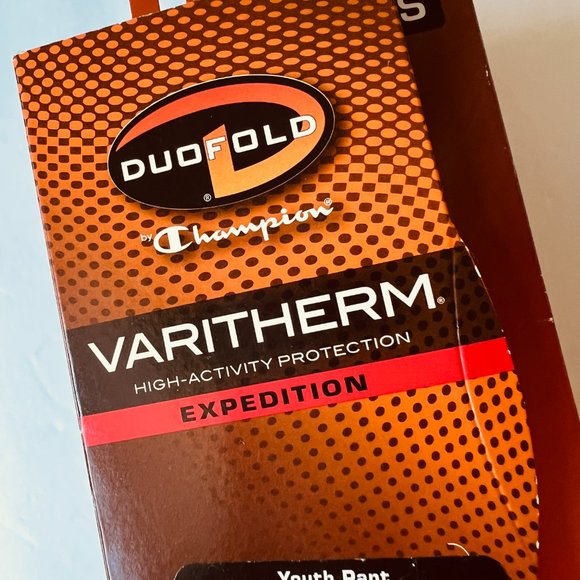 S
DUOFOLD®
by Champion®
VARITHERM®
HIGH-ACTIVITY PROTECTION
EXPEDITION
Youth Pant